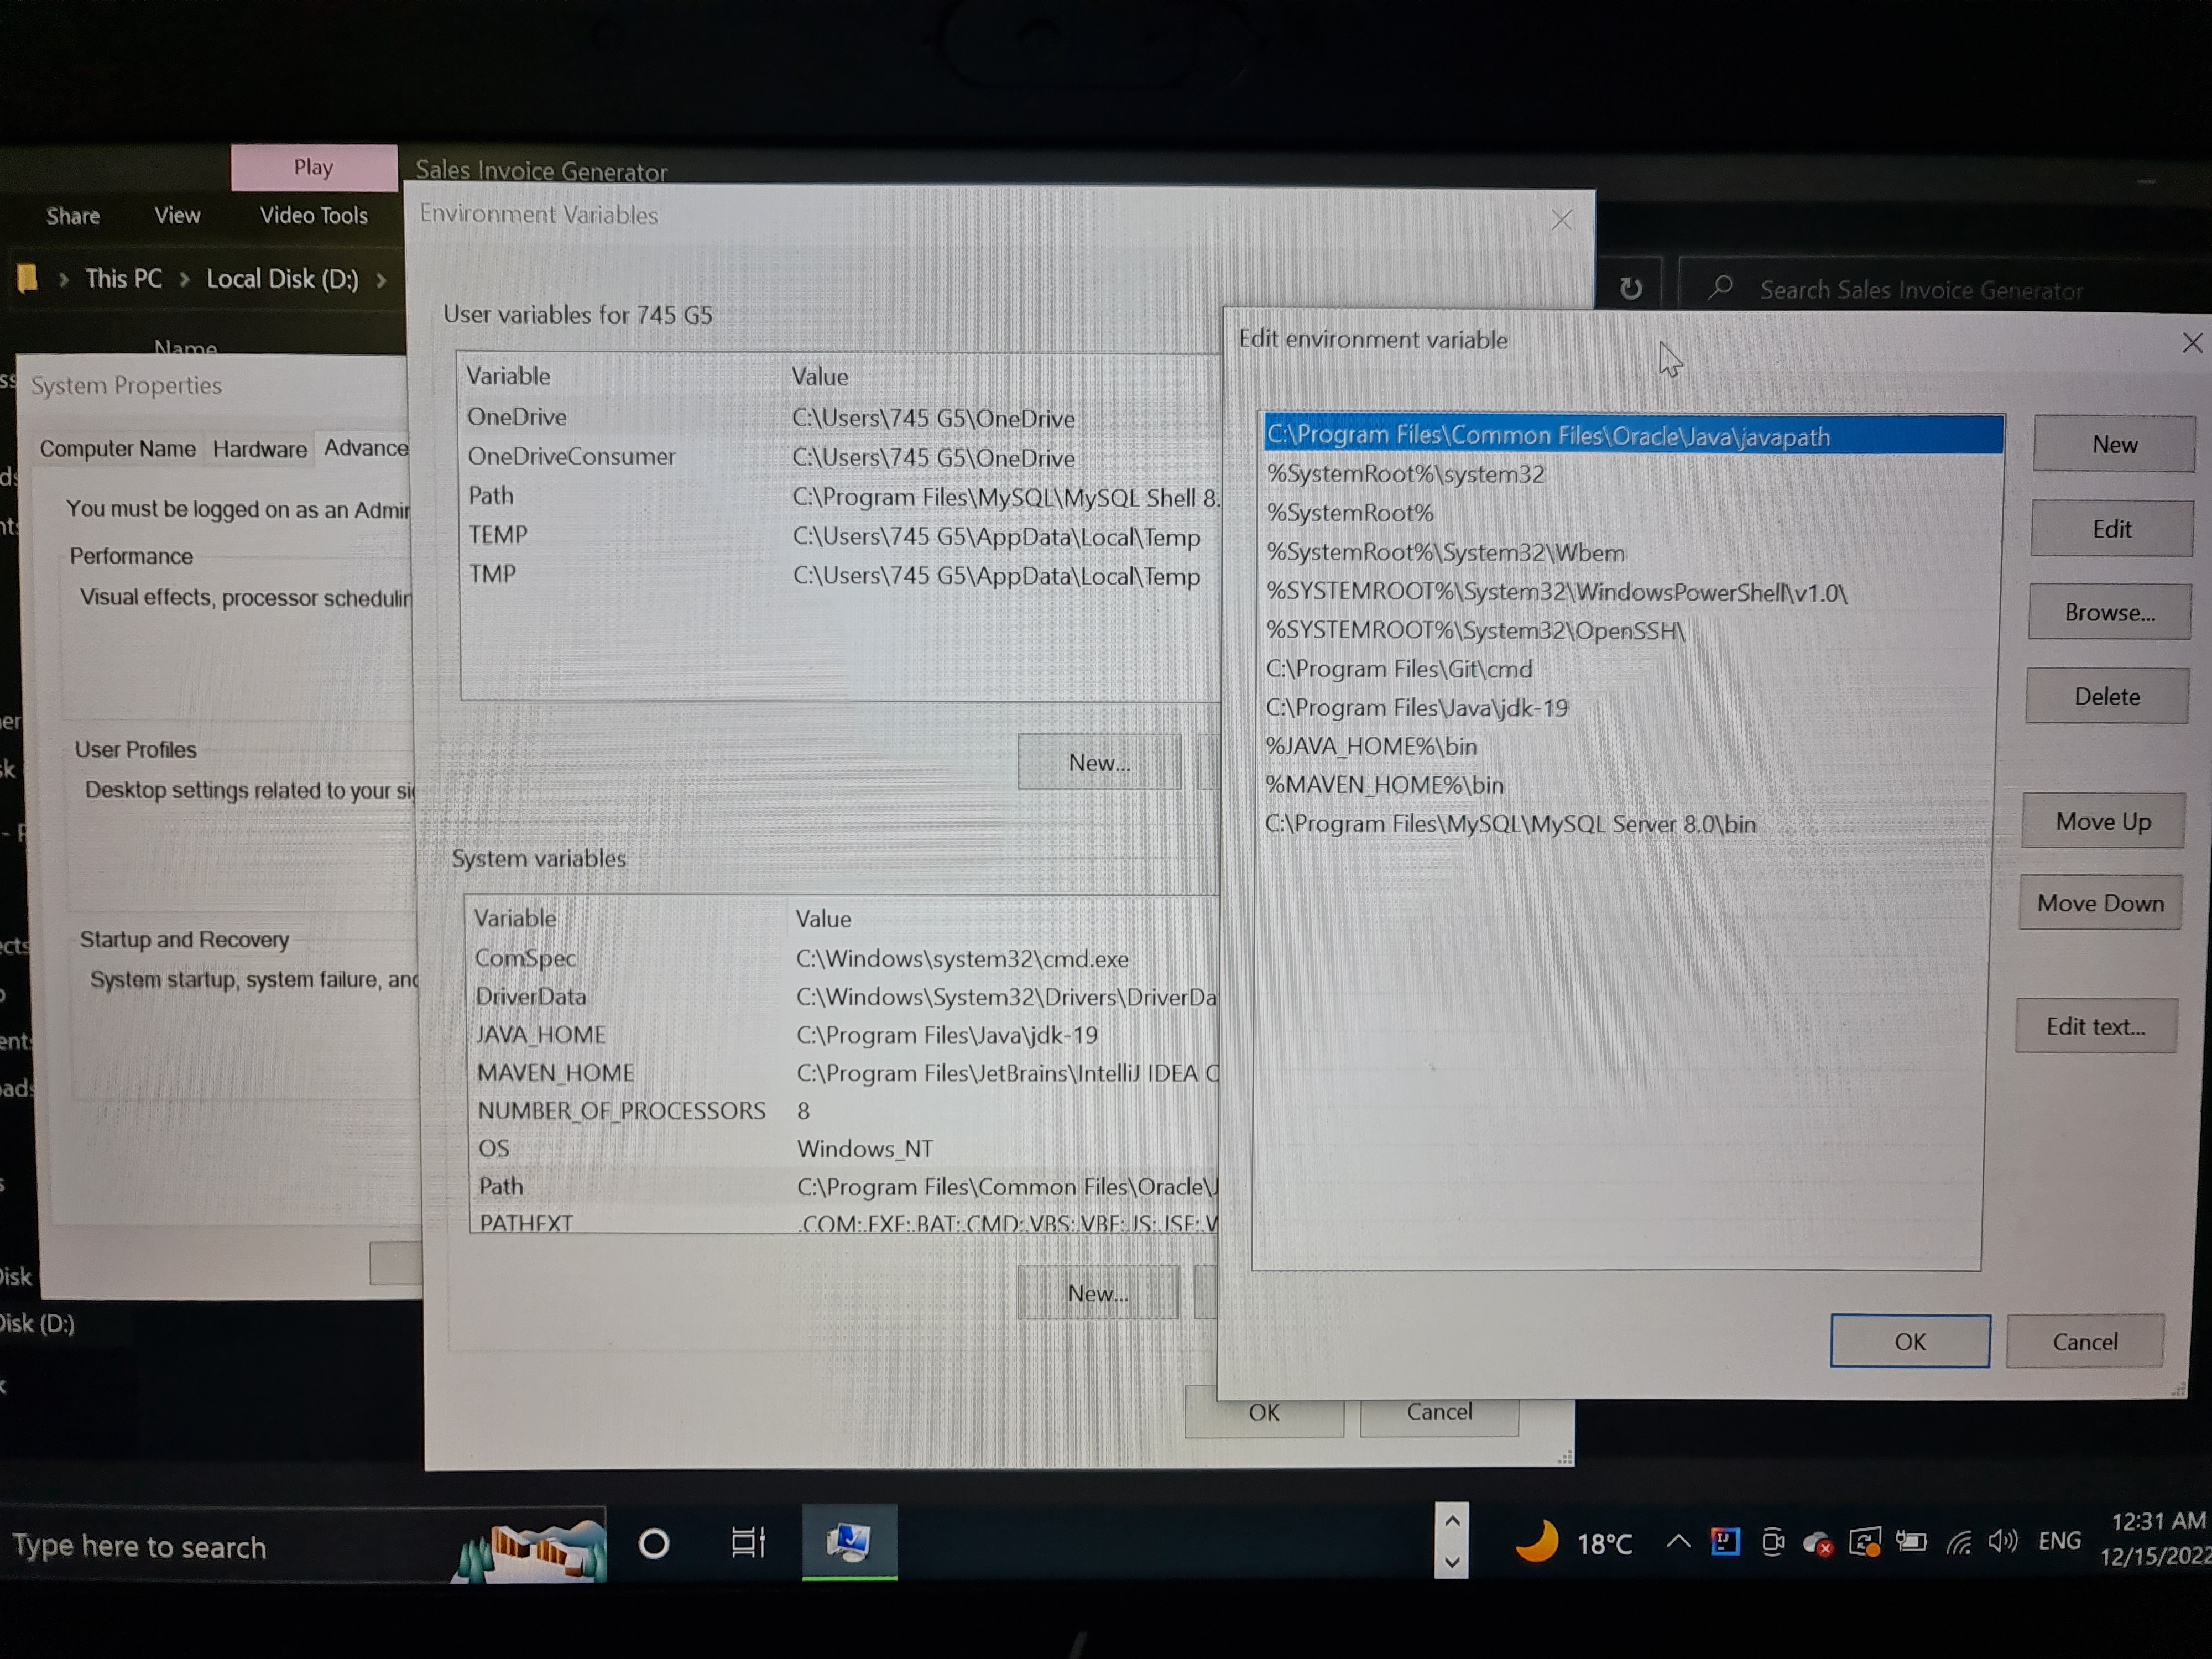 Play
Sales Invoice Generator
Share View Video Tools
This PC > Local Disk (D:) >
Search Sales Invoice Generator
Name
System Properties
Computer Name Hardware Advance
You must be logged on as an Admir
Performance
Visual effects, processor schedulin
User Profiles
Desktop settings related to your sig
Startup and Recovery
System startup, system failure, and
Disk
Disk (D:)
Environment Variables
User variables for 745 G5
Variable Value
OneDrive C:\Users\745 G5\OneDrive
OneDriveConsumer C:\Users\745 G5\OneDrive
Path C:\Program Files\MySQL\MySQL Shell 8.
TEMP C:\Users\745 G5\AppData\Local\Temp
TMP C:\Users\745 G5\AppData\Local\Temp
New...
System variables
Variable Value
ComSpec C:\Windows\system32\cmd.exe
DriverData C:\Windows\System32\Drivers\DriverDa
JAVA_HOME C:\Program Files\Java\jdk-19
MAVEN_HOME C:\Program Files\JetBrains\IntelliJ IDEA C
NUMBER_OF_PROCESSORS 8
OS Windows_NT
Path C:\Program Files\Common Files\Oracle\J
PATHEXT .COM;.EXE;.BAT;.CMD;.VBS;.VBE;.JS;.JSE;.W
New...
OK Cancel
Edit environment variable
C:\Program Files\Common Files\Oracle\Java\javapath
%SystemRoot%\system32
%SystemRoot%
%SystemRoot%\System32\Wbem
%SYSTEMROOT%\System32\WindowsPowerShell\v1.0\
%SYSTEMROOT%\System32\OpenSSH\
C:\Program Files\Git\cmd
C:\Program Files\Java\jdk-19
%JAVA_HOME%\bin
%MAVEN_HOME%\bin
C:\Program Files\MySQL\MySQL Server 8.0\bin
New
Edit
Browse...
Delete
Move Up
Move Down
Edit text...
OK Cancel
Type here to search
18°C
ENG
12:31 AM
12/15/2022